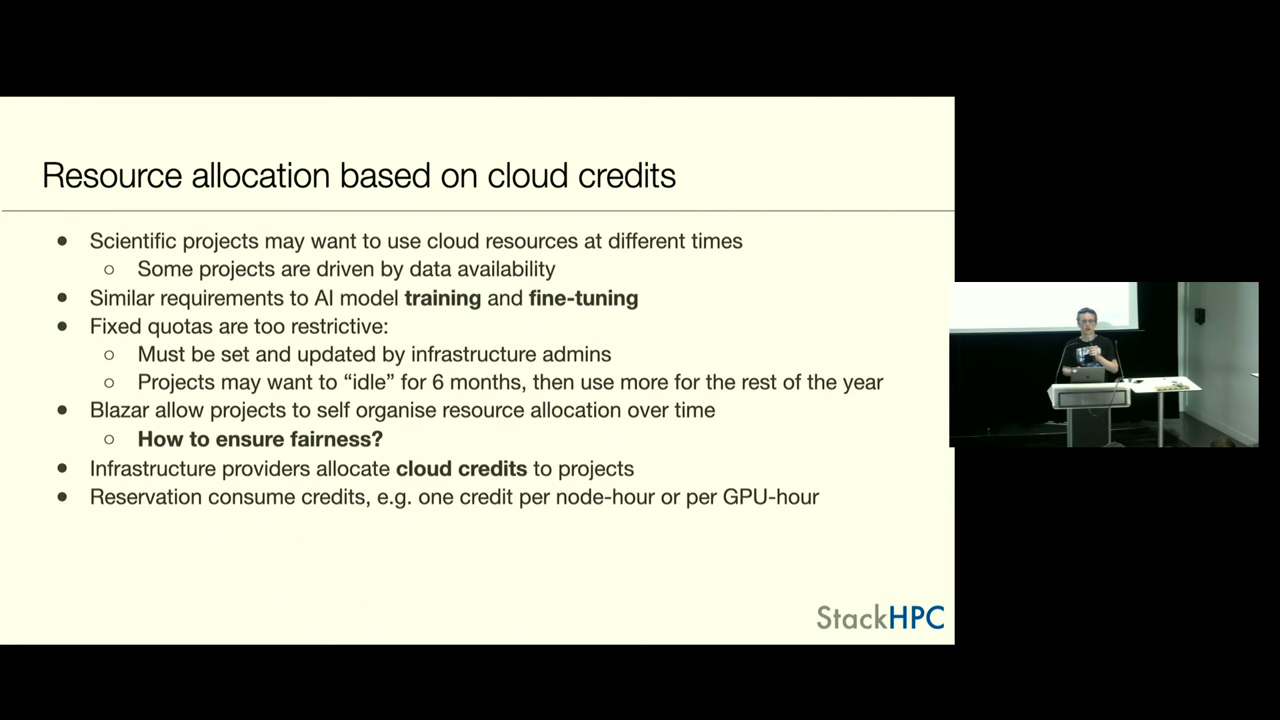 Resource allocation based on cloud credits
● Scientific projects may want to use cloud resources at different times
○ Some projects are driven by data availability
● Similar requirements to AI model training and fine-tuning
● Fixed quotas are too restrictive:
○ Must be set and updated by infrastructure admins
○ Projects may want to “idle” for 6 months, then use more for the rest of the year
● Blazar allow projects to self organise resource allocation over time
○ How to ensure fairness?
● Infrastructure providers allocate cloud credits to projects
● Reservation consume credits, e.g. one credit per node-hour or per GPU-hour
StackHPC